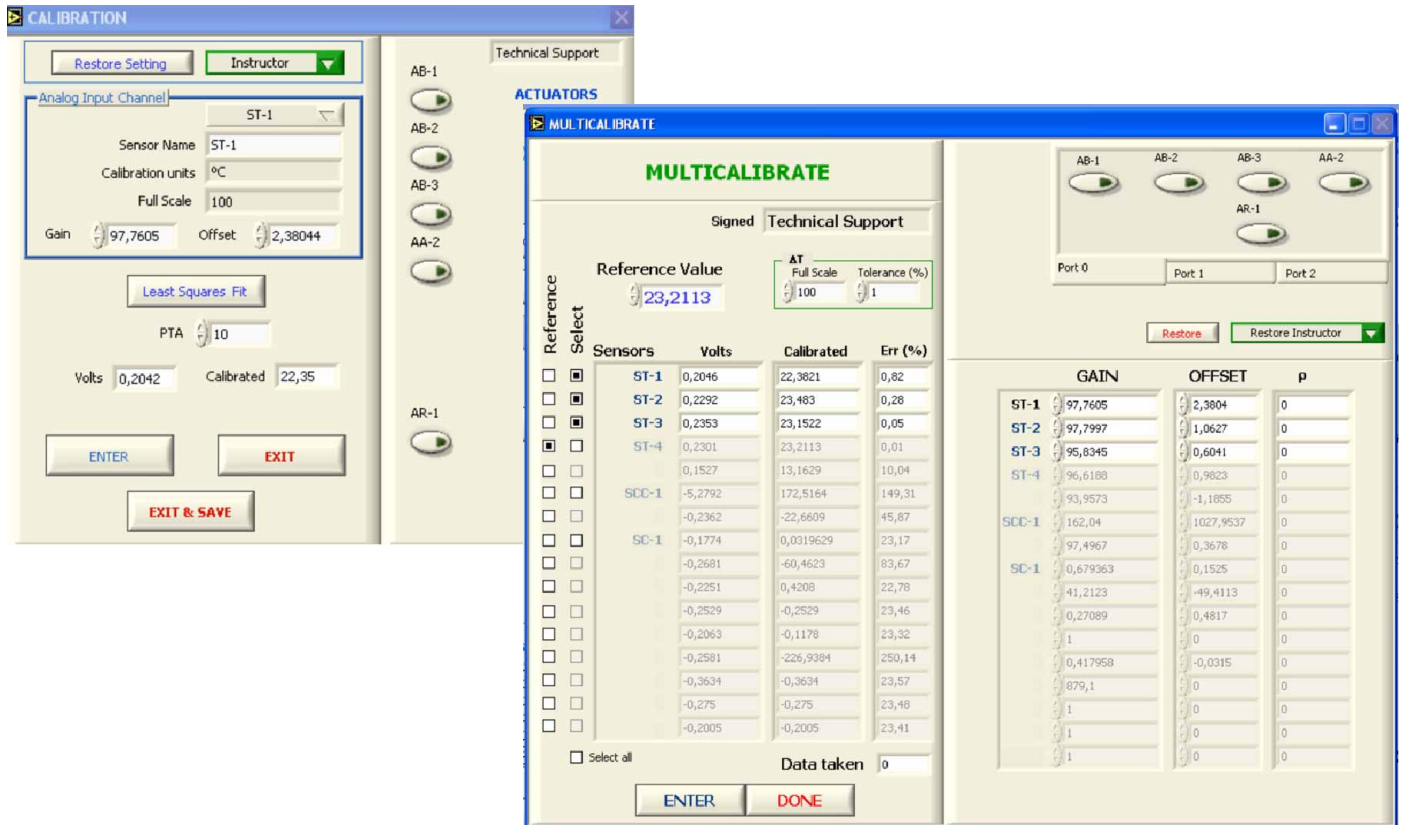 CALIBRATION
Restore Setting Instructor
Analog Input Channel
ST-1
Sensor Name ST-1
Calibration units ºC
Full Scale 100
Gain 97,7605 Offset 2,38044
Least Squares Fit
PTA 10
Volts 0,2042 Calibrated 22,35
ENTER EXIT
EXIT & SAVE
Technical Support
AB-1
ACTUATORS
AB-2
AB-3
AA-2
AR-1
MULTICALIBRATE
MULTICALIBRATE
Signed Technical Support
Reference Value
23,2113
ΔT
Full Scale Tolerance (%)
100 1
Reference Select Sensors Volts Calibrated Err (%)
ST-1 0,2046 22,3821 0,82
ST-2 0,2292 23,483 0,28
ST-3 0,2353 23,1522 0,05
ST-4 0,2301 23,2113 0,01
0,1527 13,1629 10,04
SCC-1 -5,2792 172,5164 149,31
-0,2362 -22,6609 45,87
SC-1 -0,1774 0,0319629 23,17
-0,2681 -60,4623 83,67
-0,2251 0,4208 22,78
-0,2529 -0,2529 23,46
-0,2063 -0,1178 23,32
-0,2581 -226,9384 250,14
-0,3634 -0,3634 23,57
-0,275 -0,275 23,48
-0,2005 -0,2005 23,41
Select all
Data taken 0
ENTER DONE
AB-1 AB-2 AB-3 AA-2
AR-1
Port 0 Port 1 Port 2
Restore Restore Instructor
GAIN OFFSET ρ
ST-1 97,7605 2,3804 0
ST-2 97,7997 1,0627 0
ST-3 95,8345 0,6041 0
ST-4 96,6188 0,9823 0
93,9573 -1,1855 0
SCC-1 162,04 1027,9537 0
97,4967 0,3678 0
SC-1 0,679363 0,1525 0
41,2123 -49,4113 0
0,27089 0,4817 0
1 0 0
0,417958 -0,0315 0
879,1 0 0
1 0 0
1 0 0
1 0 0